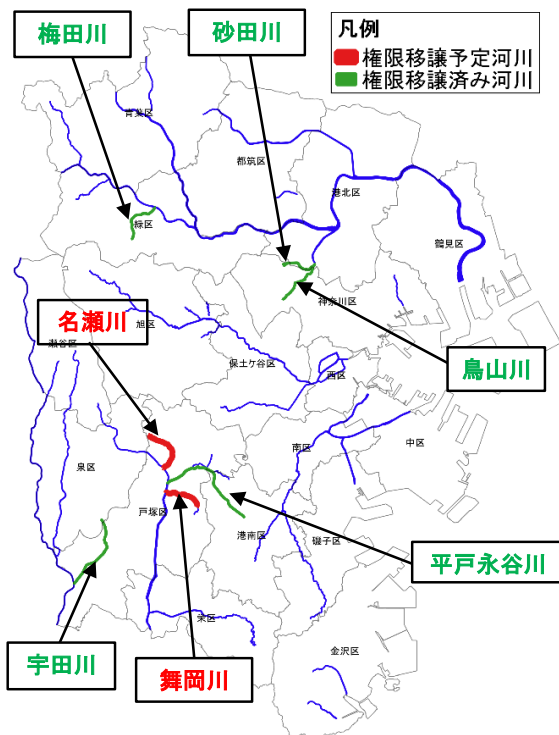 梅田川
砂田川
凡例
権限移譲予定河川
権限移譲済み河川
青葉区
都筑区
港北区
緑区
鶴見区
神奈川区
名瀬川
旭区
瀬谷区
保土ケ谷区
西区
鳥山川
中区
南区
泉区
戸塚区
港南区
磯子区
平戸永谷川
栄区
宇田川
舞岡川
金沢区